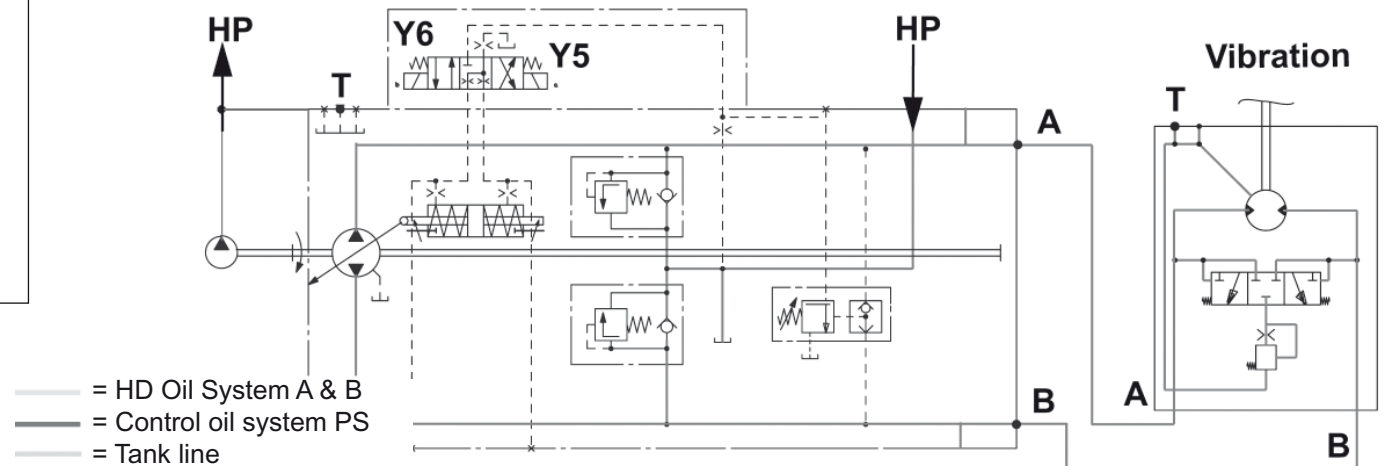 HP
HP
Y6
Y5
Vibration
T
T
A
b
a
A
B
B
= HD Oil System A & B
= Control oil system PS
= Tank line